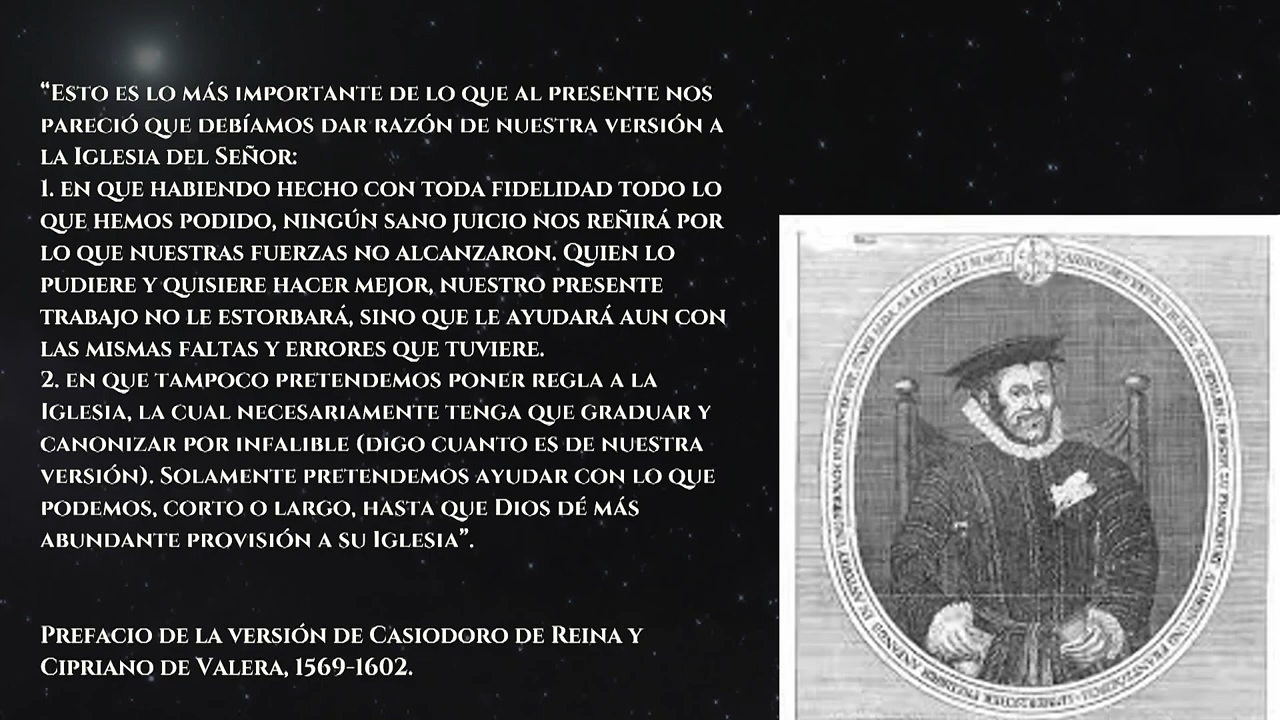 “Esto es lo más importante de lo que al presente nos
pareció que debíamos dar razón de nuestra versión a
la Iglesia del Señor:
1. en que habiendo hecho con toda fidelidad todo lo
que hemos podido, ningún sano juicio nos reñirá por
lo que nuestras fuerzas no alcanzaron. Quien lo
pudiere y quisiere hacer mejor, nuestro presente
trabajo no le estorbará, sino que le ayudará aun con
las mismas faltas y errores que tuviere.
2. en que tampoco pretendemos poner regla a la
Iglesia, la cual necesariamente tenga que graduar y
canonizar por infalible (digo cuanto es de nuestra
versión). Solamente pretendemos ayudar con lo que
podemos, corto o largo, hasta que Dios dé más
abundante provisión a su Iglesia”.
Prefacio de la versión de Casiodoro de Reina y
Cipriano de Valera, 1569-1602.